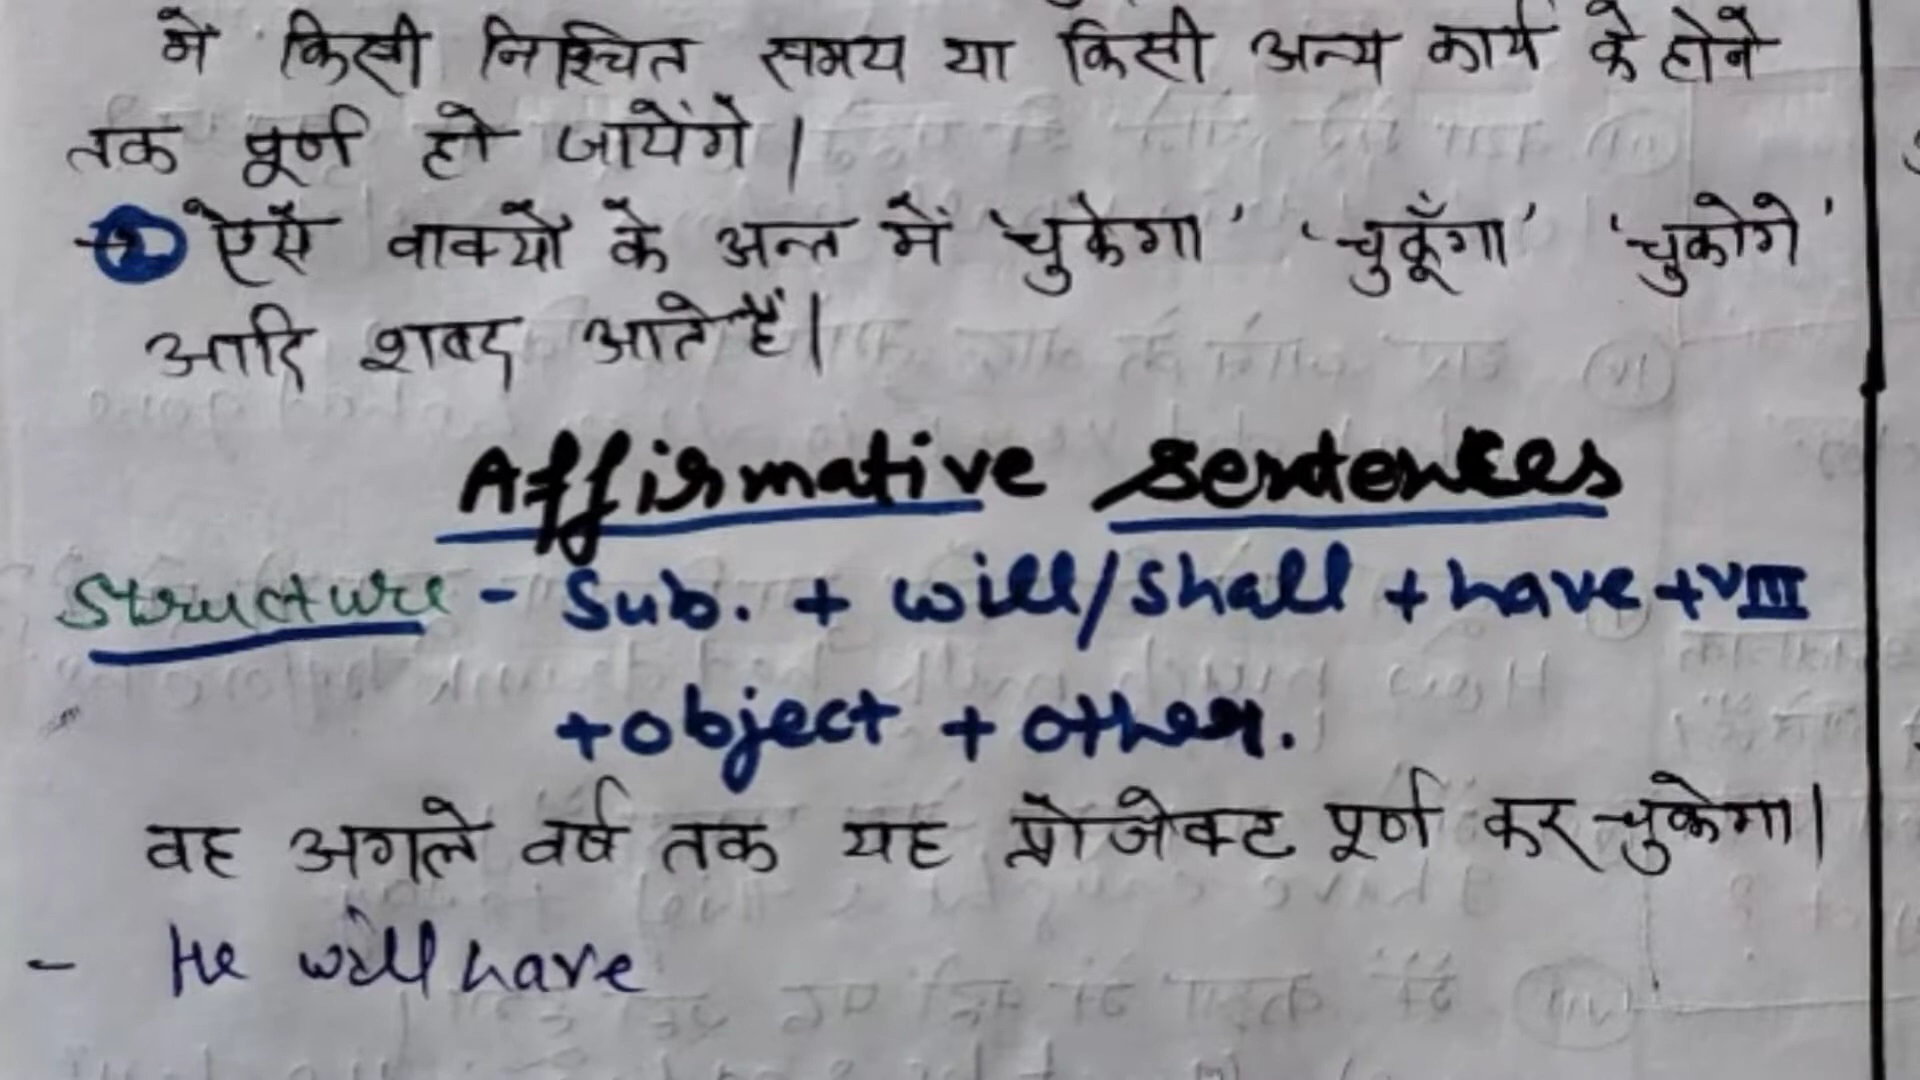 में किसी निश्चित समय या किसी अन्य कार्य के होने
तक पूर्ण हो जायेंगे।
ऐसे वाक्यों के अन्त में 'चुकेगा' 'चुकूँगा' 'चुकोगे'
आदि शब्द आते हैं।
Affirmative sentences
Structure - Sub. + will/shall + have + VIII
+ object + other.
वह अगले वर्ष तक यह प्रोजेक्ट पूर्ण कर चुकेगा।
- He will have